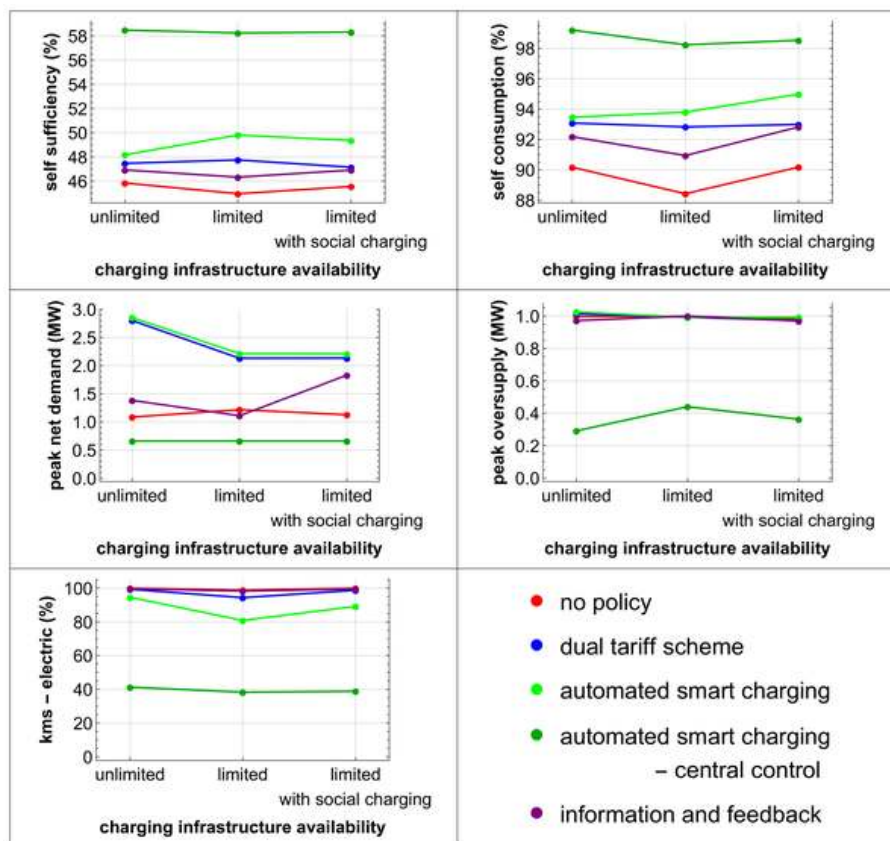 self sufficiency (%)
58
56
54
52
50
48
46
unlimited
limited
limited
with social charging
charging infrastructure availability
self consumption (%)
98
96
94
92
90
88
unlimited
limited
limited
with social charging
charging infrastructure availability
peak net demand (MW)
3.0
2.5
2.0
1.5
1.0
0.5
0.0
unlimited
limited
limited
with social charging
charging infrastructure availability
peak oversupply (MW)
1.0
0.8
0.6
0.4
0.2
0.0
unlimited
limited
limited
with social charging
charging infrastructure availability
kms – electric (%)
100
80
60
40
20
0
unlimited
limited
limited
with social charging
charging infrastructure availability
no policy
dual tariff scheme
automated smart charging
automated smart charging
– central control
information and feedback